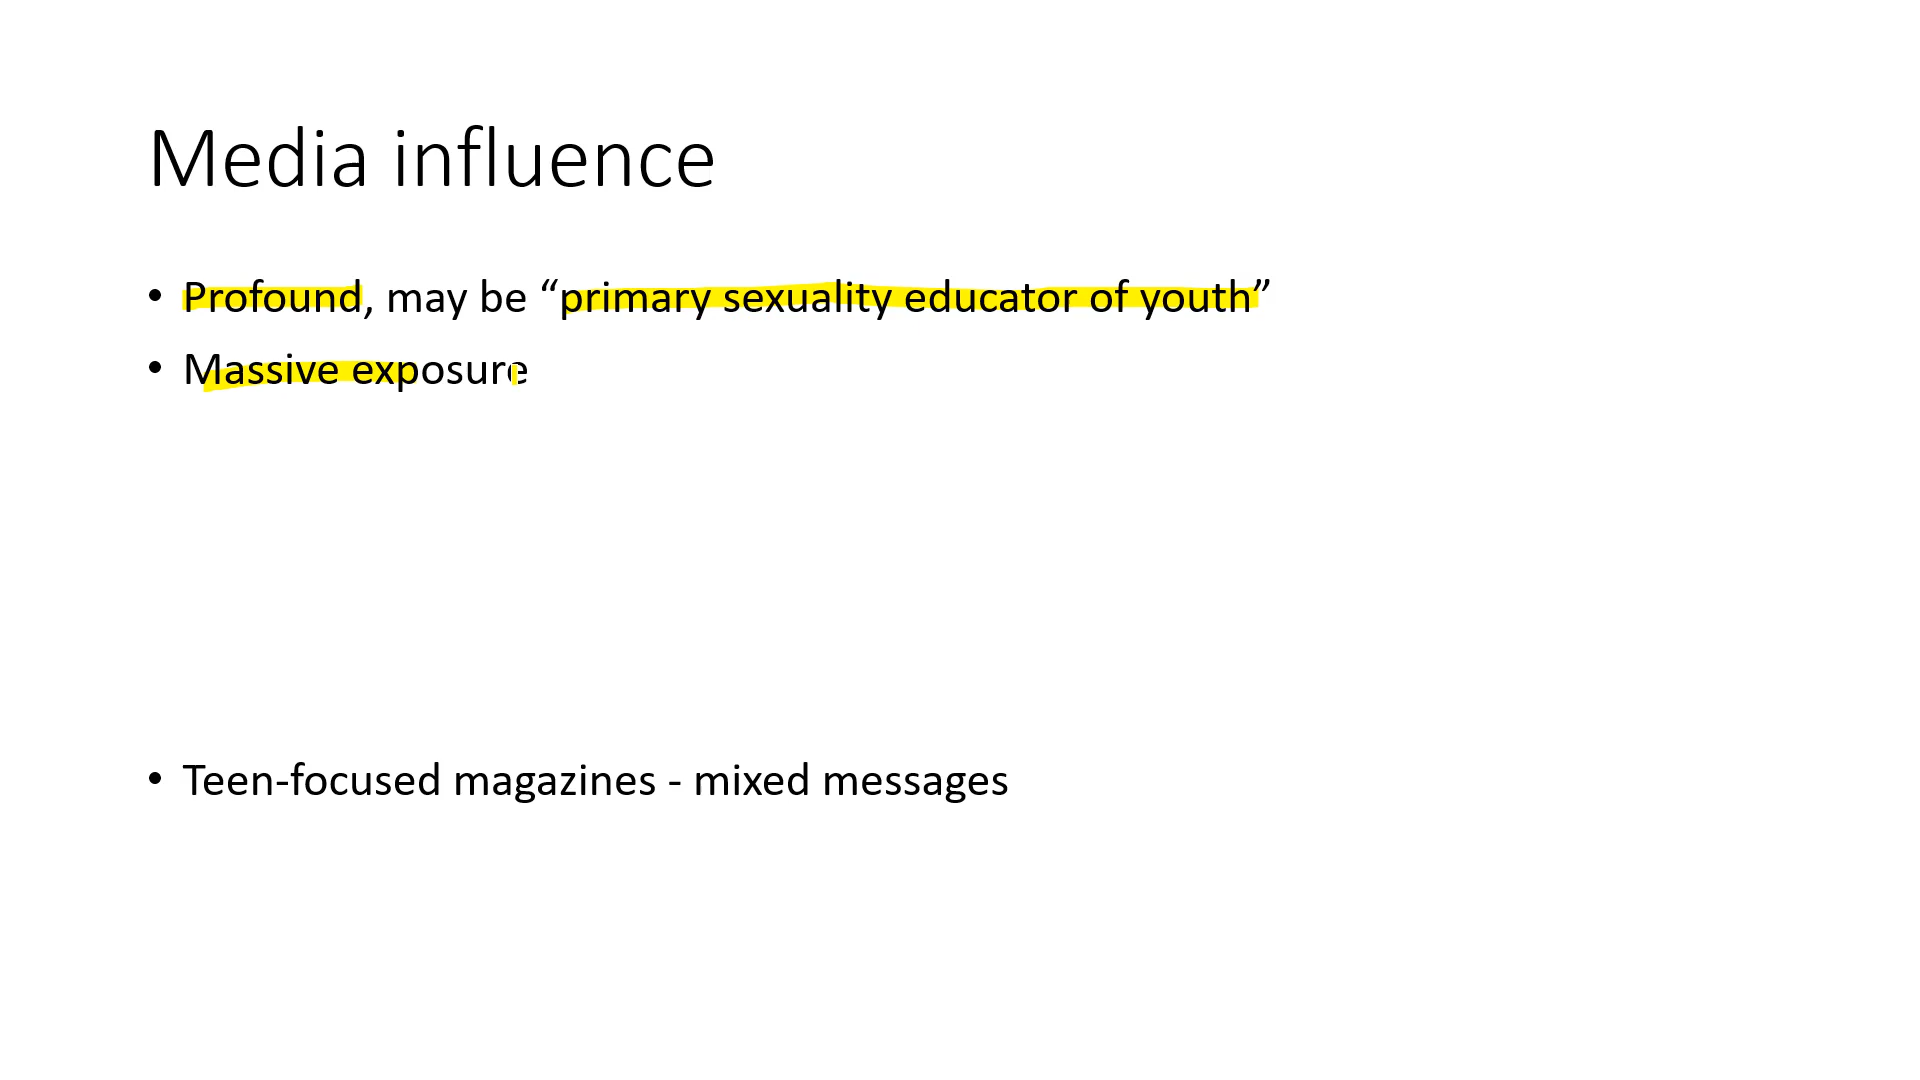 Media influence
• Profound, may be “primary sexuality educator of youth”
• Massive exposure
• Teen-focused magazines - mixed messages